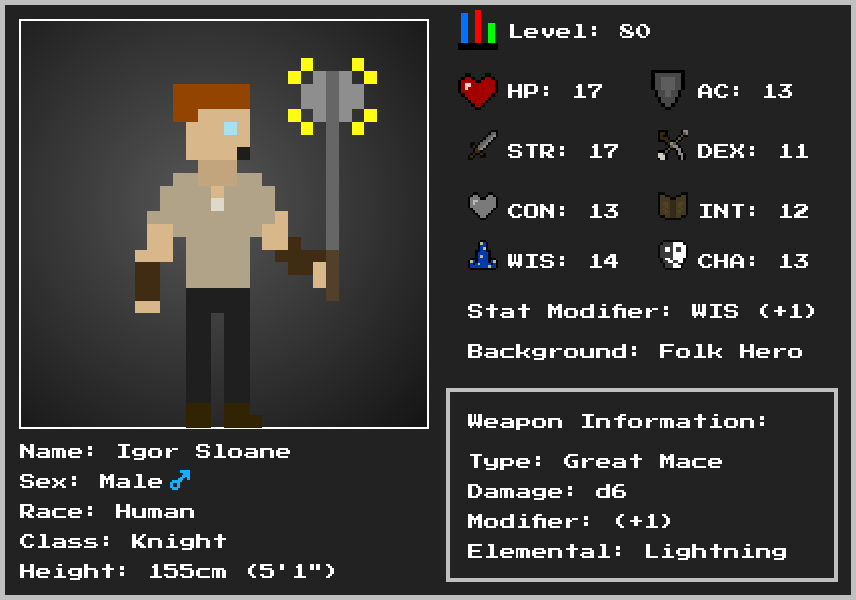 Level: 80
HP: 17
AC: 13
STR: 17
DEX: 11
CON: 13
INT: 12
WIS: 14
CHA: 13
Stat Modifier: WIS (+1)
Background: Folk Hero
Weapon Information:
Type: Great Mace
Damage: d6
Modifier: (+1)
Elemental: Lightning
Name: Igor Sloane
Sex: Male♂
Race: Human
Class: Knight
Height: 155cm (5'1")